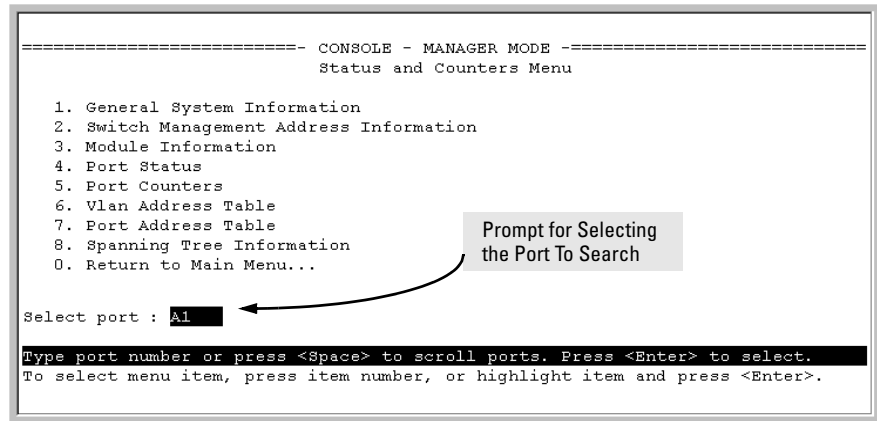 ==========================- CONSOLE - MANAGER MODE -============================
Status and Counters Menu
1. General System Information
2. Switch Management Address Information
3. Module Information
4. Port Status
5. Port Counters
6. Vlan Address Table
7. Port Address Table
8. Spanning Tree Information
0. Return to Main Menu...
Prompt for Selecting
the Port To Search
Select port : A1
Type port number or press <Space> to scroll ports. Press <Enter> to select.
To select menu item, press item number, or highlight item and press <Enter>.